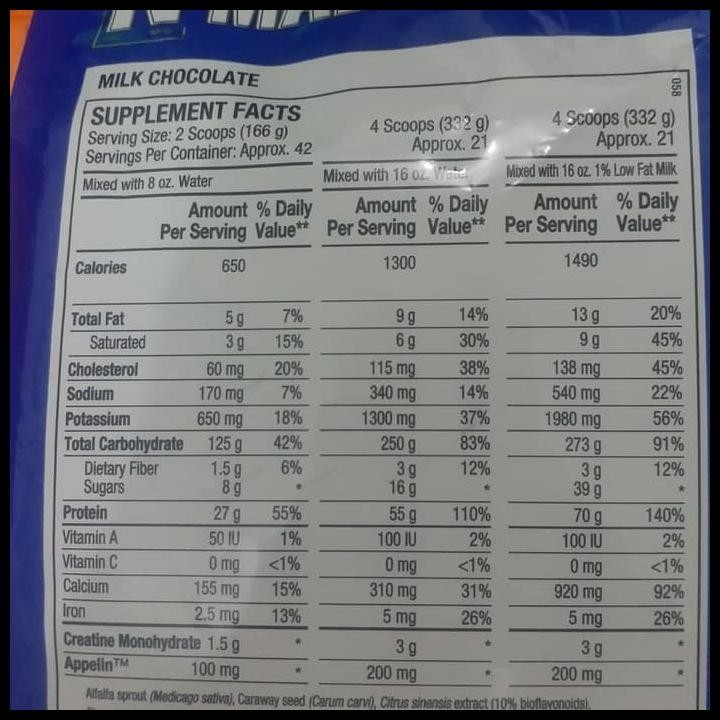 MILK CHOCOLATE
058
SUPPLEMENT FACTS
Serving Size: 2 Scoops (166 g) 4 Scoops (332 g) 4 Scoops (332 g)
Servings Per Container: Approx. 42 Approx. 21 Approx. 21
Mixed with 8 oz. Water Mixed with 16 oz. Water Mixed with 16 oz. 1% Low Fat Milk
Amount % Daily Amount % Daily Amount % Daily
Per Serving Value** Per Serving Value** Per Serving Value**
Calories 650 1300 1490
Total Fat 5 g 7% 9 g 14% 13 g 20%
Saturated 3 g 15% 6 g 30% 9 g 45%
Cholesterol 60 mg 20% 115 mg 38% 138 mg 45%
Sodium 170 mg 7% 340 mg 14% 540 mg 22%
Potassium 650 mg 18% 1300 mg 37% 1980 mg 56%
Total Carbohydrate 125 g 42% 250 g 83% 273 g 91%
Dietary Fiber 1.5 g 6% 3 g 12% 3 g 12%
Sugars 8 g * 16 g * 39 g *
Protein 27 g 55% 55 g 110% 70 g 140%
Vitamin A 50 IU 1% 100 IU 2% 100 IU 2%
Vitamin C 0 mg <1% 0 mg <1% 0 mg <1%
Calcium 155 mg 15% 310 mg 31% 920 mg 92%
Iron 2.5 mg 13% 5 mg 26% 5 mg 26%
Creatine Monohydrate 1.5 g * 3 g * 3 g *
Appelin™ 100 mg * 200 mg * 200 mg *
Alfalfa sprout (Medicago sativa), Caraway seed (Carum carvi), Citrus sinensis extract (10% bioflavonoids),